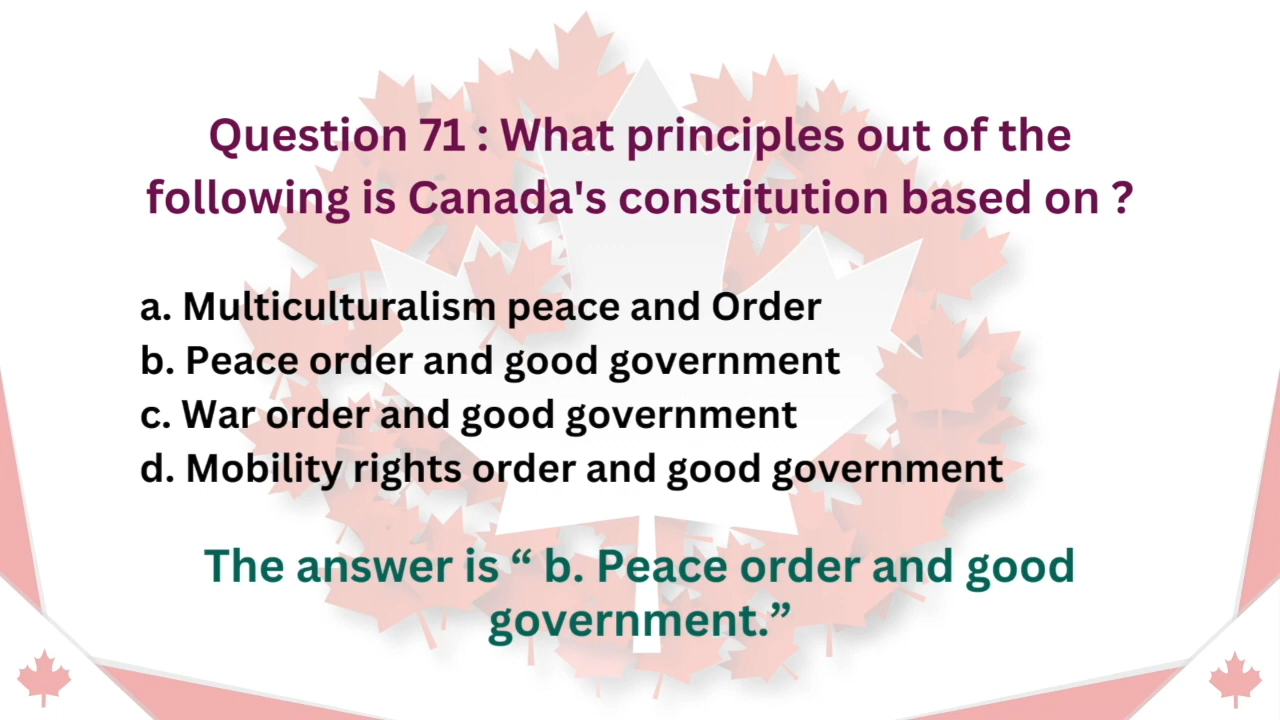 Question 71 : What principles out of the
following is Canada's constitution based on ?
a. Multiculturalism peace and Order
b. Peace order and good government
c. War order and good government
d. Mobility rights order and good government
The answer is “ b. Peace order and good
government.”